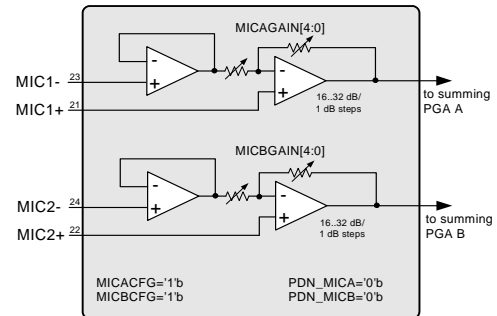 MICAGAIN[4:0]
-
+
-
+
MIC1- 23
MIC1+ 21
16..32 dB/
1 dB steps
to summing
PGA A
MICBGAIN[4:0]
-
+
-
+
MIC2- 24
MIC2+ 22
16..32 dB/
1 dB steps
to summing
PGA B
MICACFG='1'b
MICBCFG='1'b
PDN_MICA='0'b
PDN_MICB='0'b